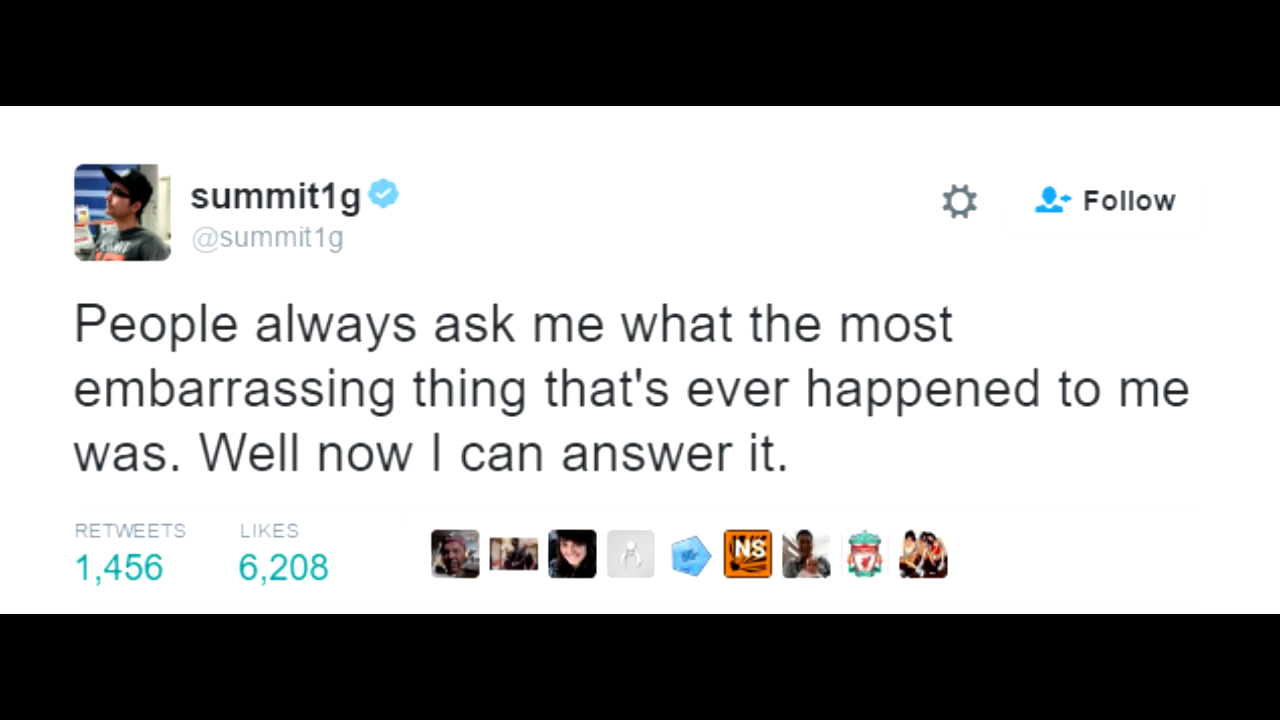 summit1g
@summit1g
Follow
People always ask me what the most
embarrassing thing that's ever happened to me
was. Well now I can answer it.
RETWEETS LIKES
1,456 6,208
NS